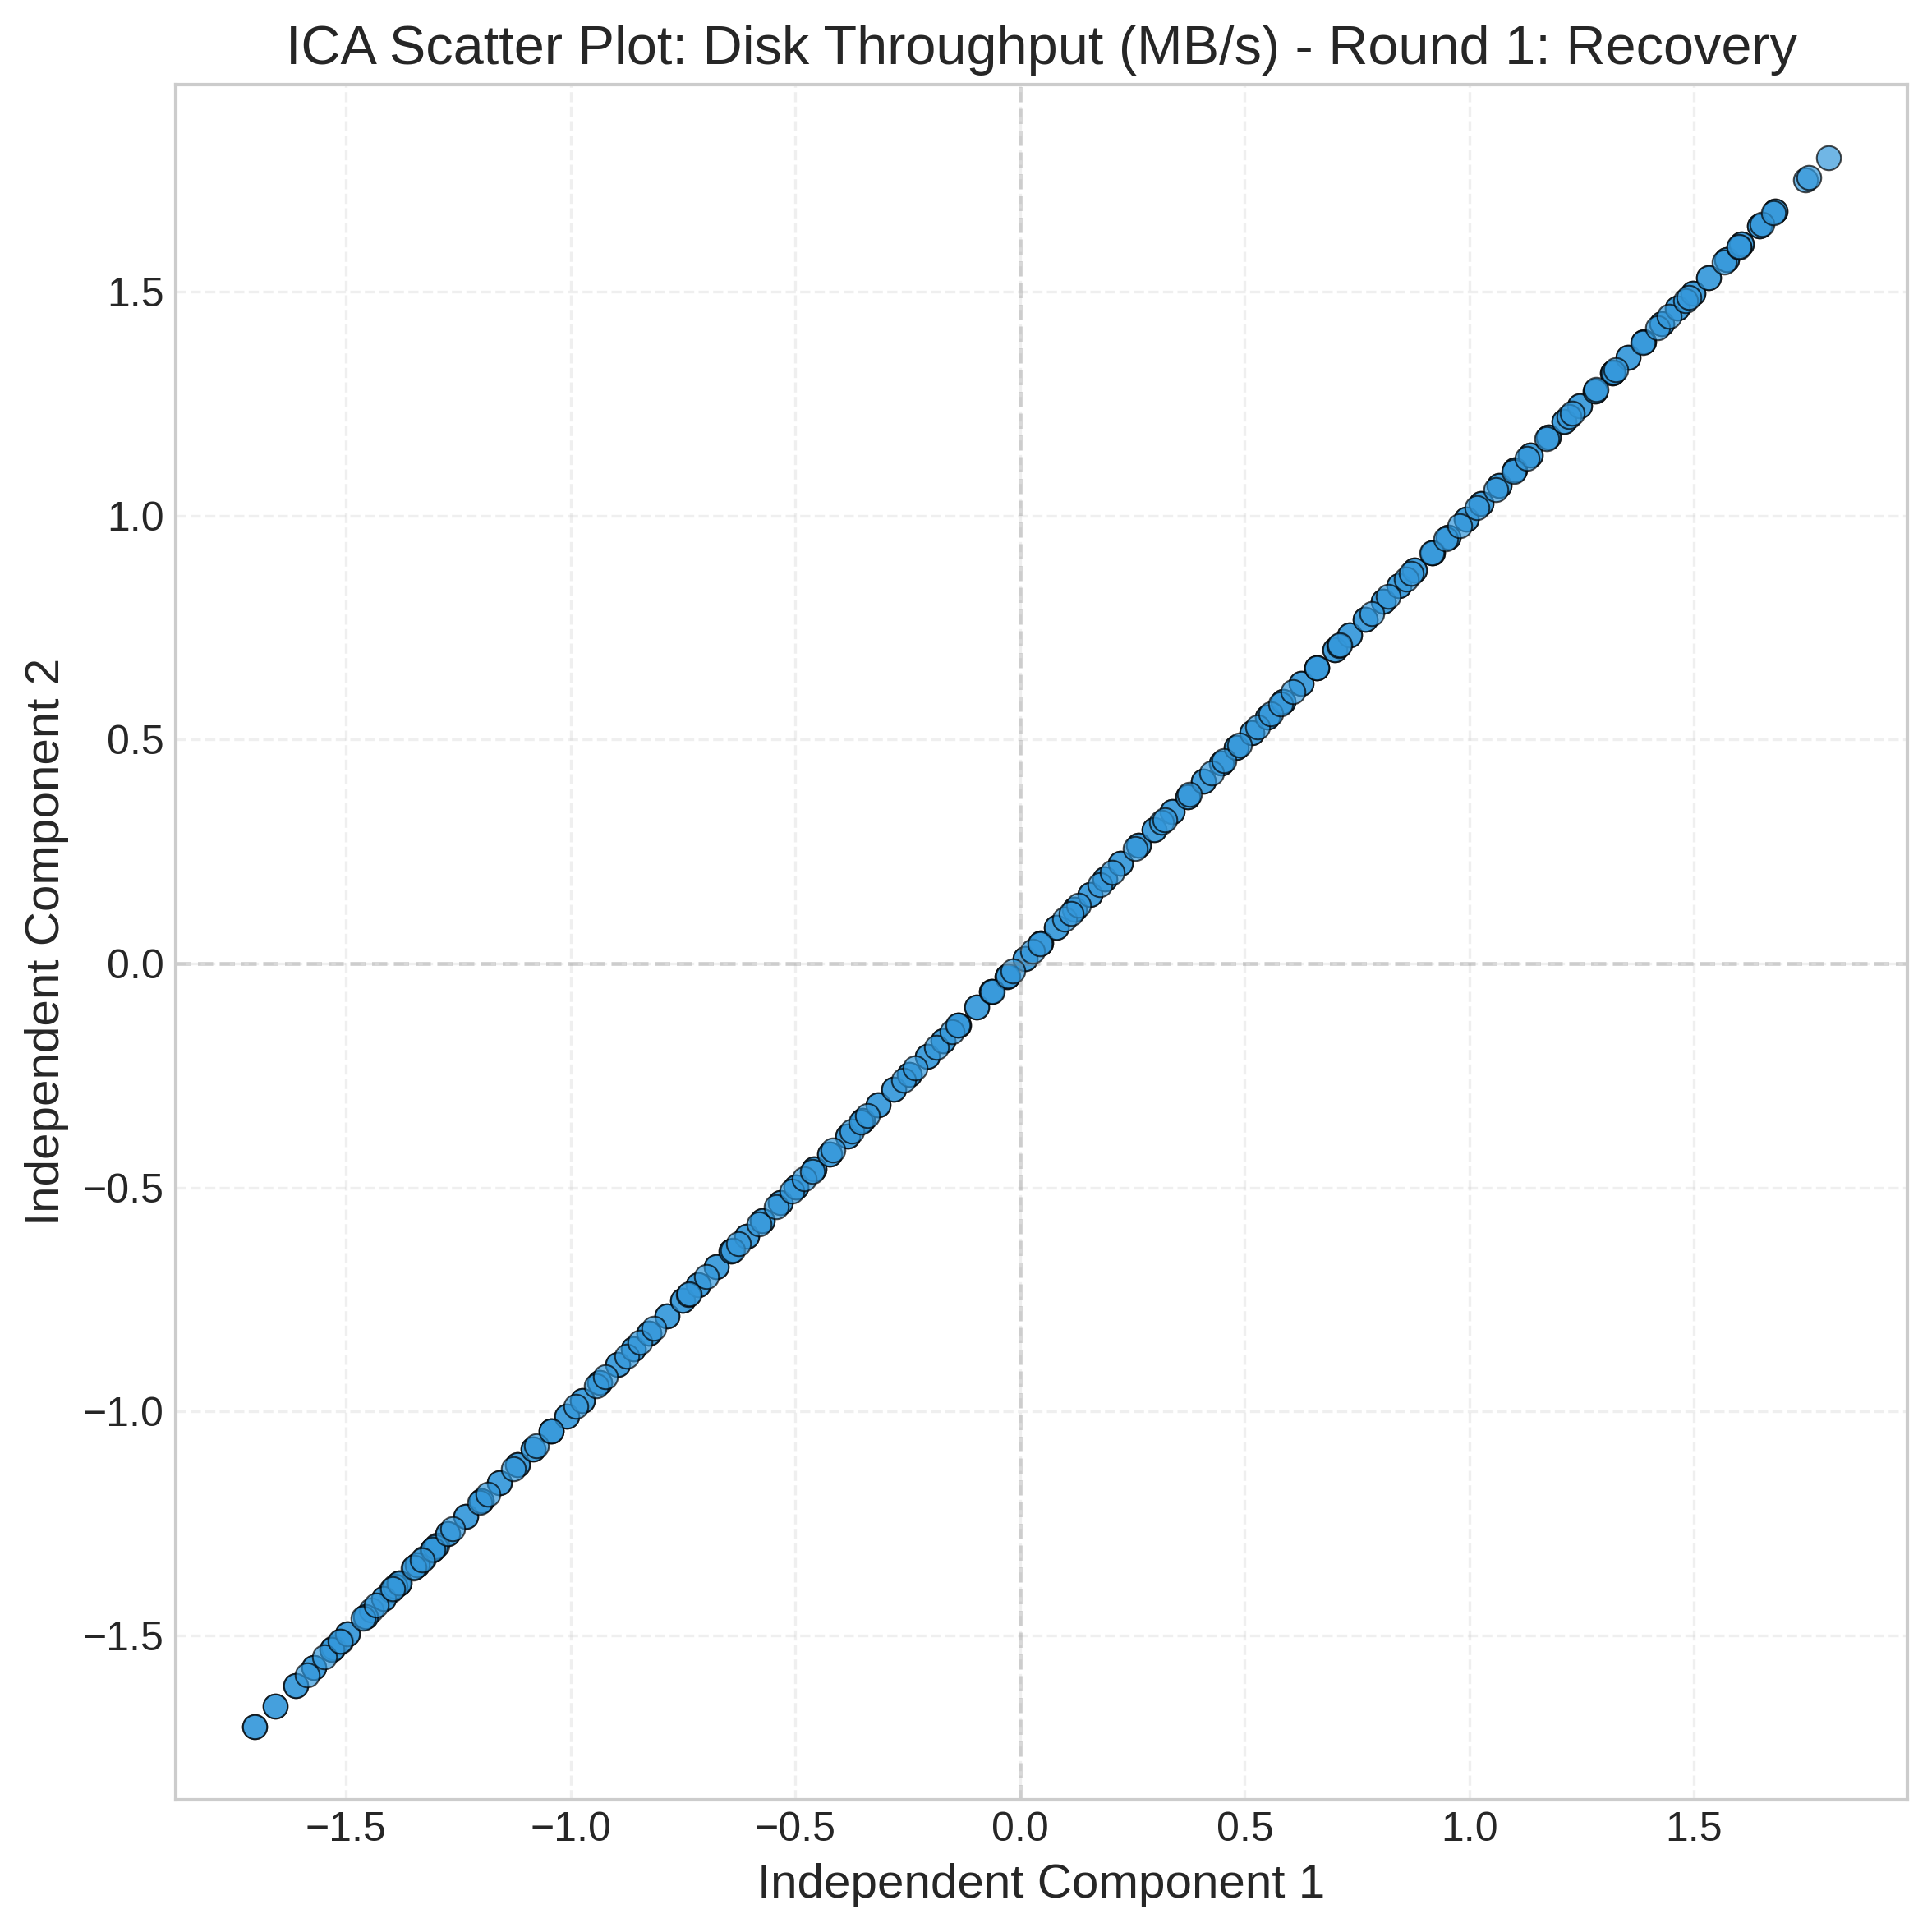 ICA Scatter Plot: Disk Throughput (MB/s) - Round 1: Recovery
Independent Component 2
1.5
1.0
0.5
0.0
−0.5
−1.0
−1.5
−1.5 −1.0 −0.5 0.0 0.5 1.0 1.5
Independent Component 1